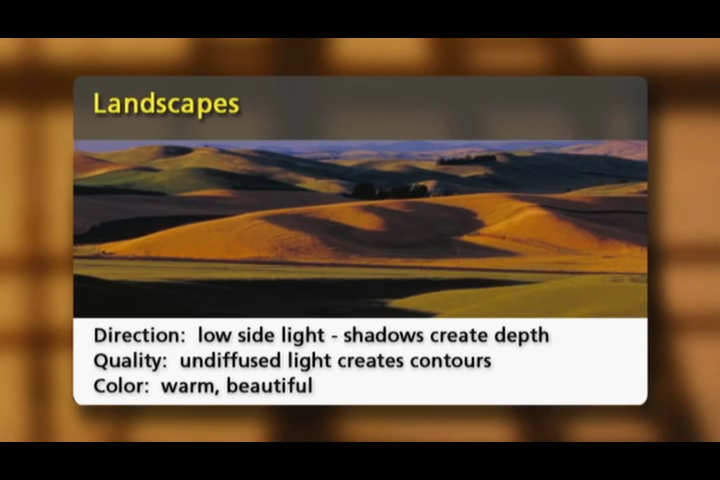 Landscapes
Direction: low side light - shadows create depth
Quality: undiffused light creates contours
Color: warm, beautiful